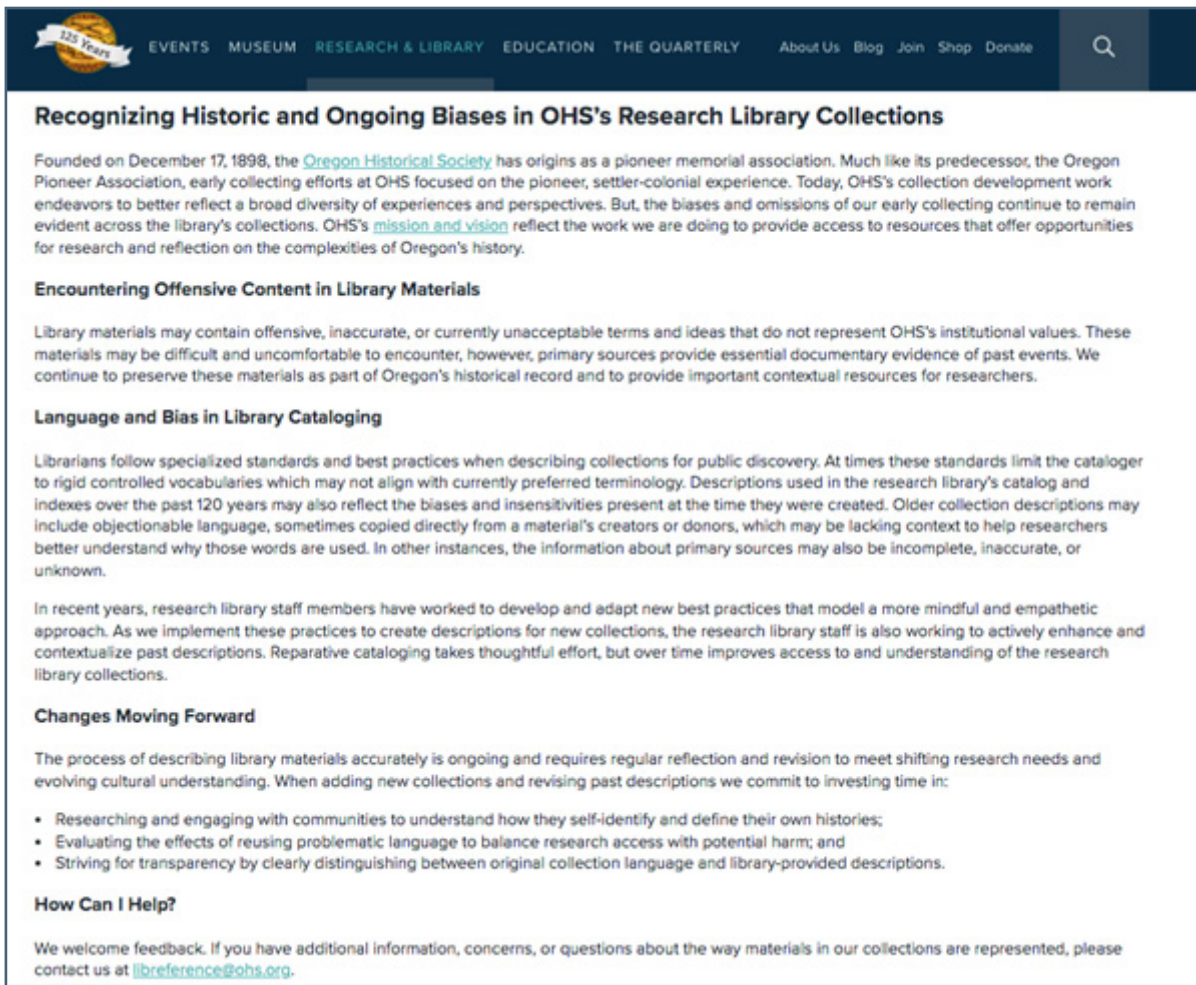 125 Years
EVENTS MUSEUM RESEARCH & LIBRARY EDUCATION THE QUARTERLY About Us Blog Join Shop Donate
Recognizing Historic and Ongoing Biases in OHS's Research Library Collections
Founded on December 17, 1898, the Oregon Historical Society has origins as a pioneer memorial association. Much like its predecessor, the Oregon
Pioneer Association, early collecting efforts at OHS focused on the pioneer, settler-colonial experience. Today, OHS's collection development work
endeavors to better reflect a broad diversity of experiences and perspectives. But, the biases and omissions of our early collecting continue to remain
evident across the library's collections. OHS's mission and vision reflect the work we are doing to provide access to resources that offer opportunities
for research and reflection on the complexities of Oregon's history.
Encountering Offensive Content in Library Materials
Library materials may contain offensive, inaccurate, or currently unacceptable terms and ideas that do not represent OHS's institutional values. These
materials may be difficult and uncomfortable to encounter, however, primary sources provide essential documentary evidence of past events. We
continue to preserve these materials as part of Oregon's historical record and to provide important contextual resources for researchers.
Language and Bias in Library Cataloging
Librarians follow specialized standards and best practices when describing collections for public discovery. At times these standards limit the cataloger
to rigid controlled vocabularies which may not align with currently preferred terminology. Descriptions used in the research library's catalog and
indexes over the past 120 years may also reflect the biases and insensitivities present at the time they were created. Older collection descriptions may
include objectionable language, sometimes copied directly from a material's creators or donors, which may be lacking context to help researchers
better understand why those words are used. In other instances, the information about primary sources may also be incomplete, inaccurate, or
unknown.
In recent years, research library staff members have worked to develop and adapt new best practices that model a more mindful and empathetic
approach. As we implement these practices to create descriptions for new collections, the research library staff is also working to actively enhance and
contextualize past descriptions. Reparative cataloging takes thoughtful effort, but over time improves access to and understanding of the research
library collections.
Changes Moving Forward
The process of describing library materials accurately is ongoing and requires regular reflection and revision to meet shifting research needs and
evolving cultural understanding. When adding new collections and revising past descriptions we commit to investing time in:
• Researching and engaging with communities to understand how they self-identify and define their own histories;
• Evaluating the effects of reusing problematic language to balance research access with potential harm; and
• Striving for transparency by clearly distinguishing between original collection language and library-provided descriptions.
How Can I Help?
We welcome feedback. If you have additional information, concerns, or questions about the way materials in our collections are represented, please
contact us at libreference@ohs.org.